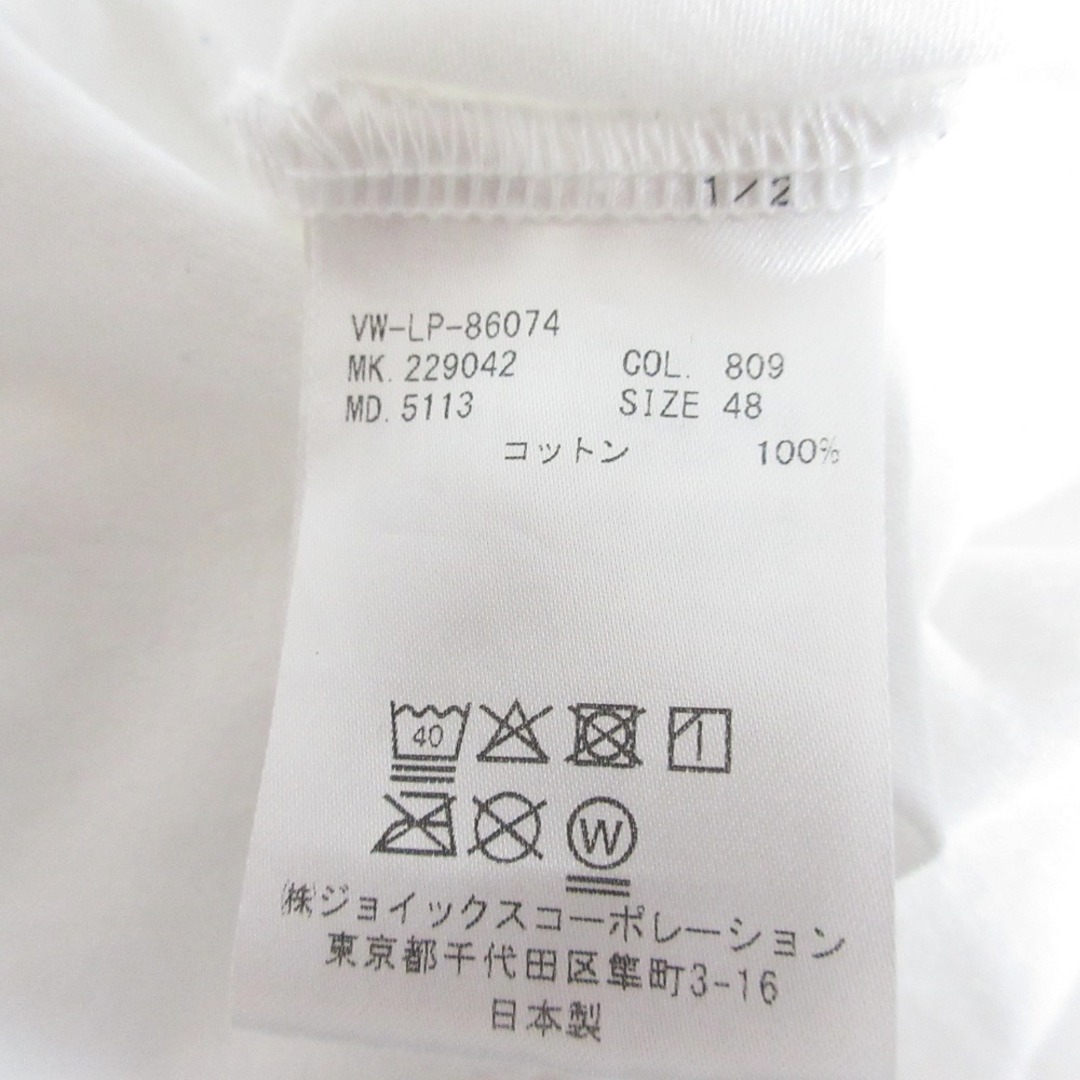 1/2
VW-LP-86074
MK. 229042 COL. 809
MD. 5113 SIZE 48
コットン 100%
40
W
(株)ジョイックスコーポレーション
東京都千代田区隼町3-16
日本製